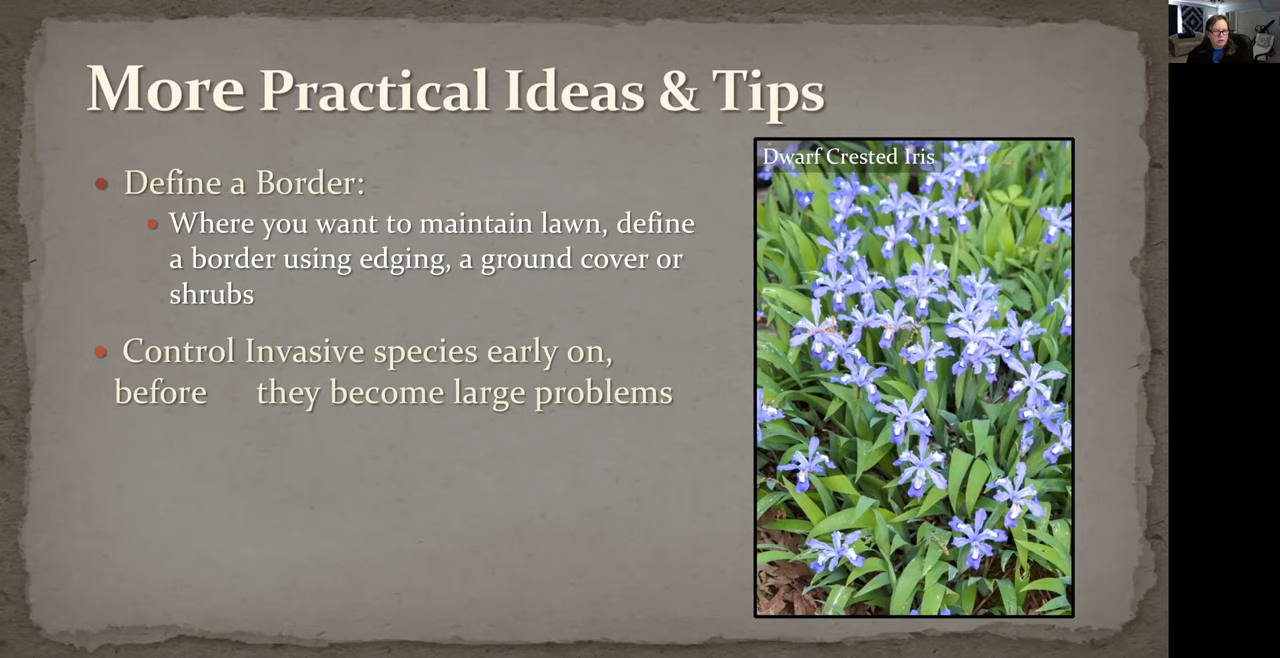 More Practical Ideas & Tips
Define a Border:
Where you want to maintain lawn, define
a border using edging, a ground cover or
shrubs
Control Invasive species early on,
before they become large problems
Dwarf Crested Iris